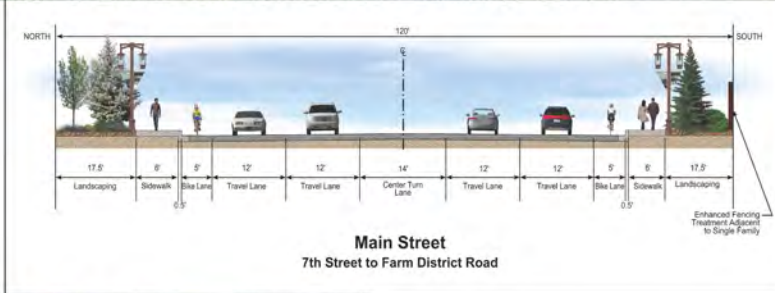 NORTH
120'
SOUTH
℄
17.5' 6' 5' 12' 12' 14' 12' 12' 5' 6' 17.5'
Landscaping Sidewalk Bike Lane Travel Lane Travel Lane Center Turn Travel Lane Travel Lane Bike Lane Sidewalk Landscaping
Lane
0.5' 0.5'
Enhanced Fencing
Treatment Adjacent
to Single Family
Main Street
7th Street to Farm District Road